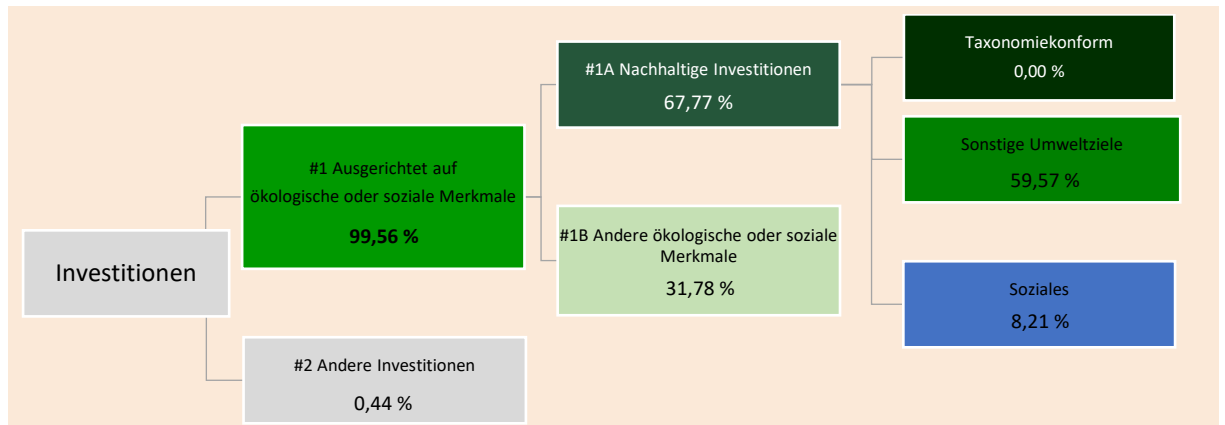 Investitionen
#1 Ausgerichtet auf
ökologische oder soziale Merkmale
99,56 %
#2 Andere Investitionen
0,44 %
#1A Nachhaltige Investitionen
67,77 %
#1B Andere ökologische oder soziale
Merkmale
31,78 %
Taxonomiekonform
0,00 %
Sonstige Umweltziele
59,57 %
Soziales
8,21 %